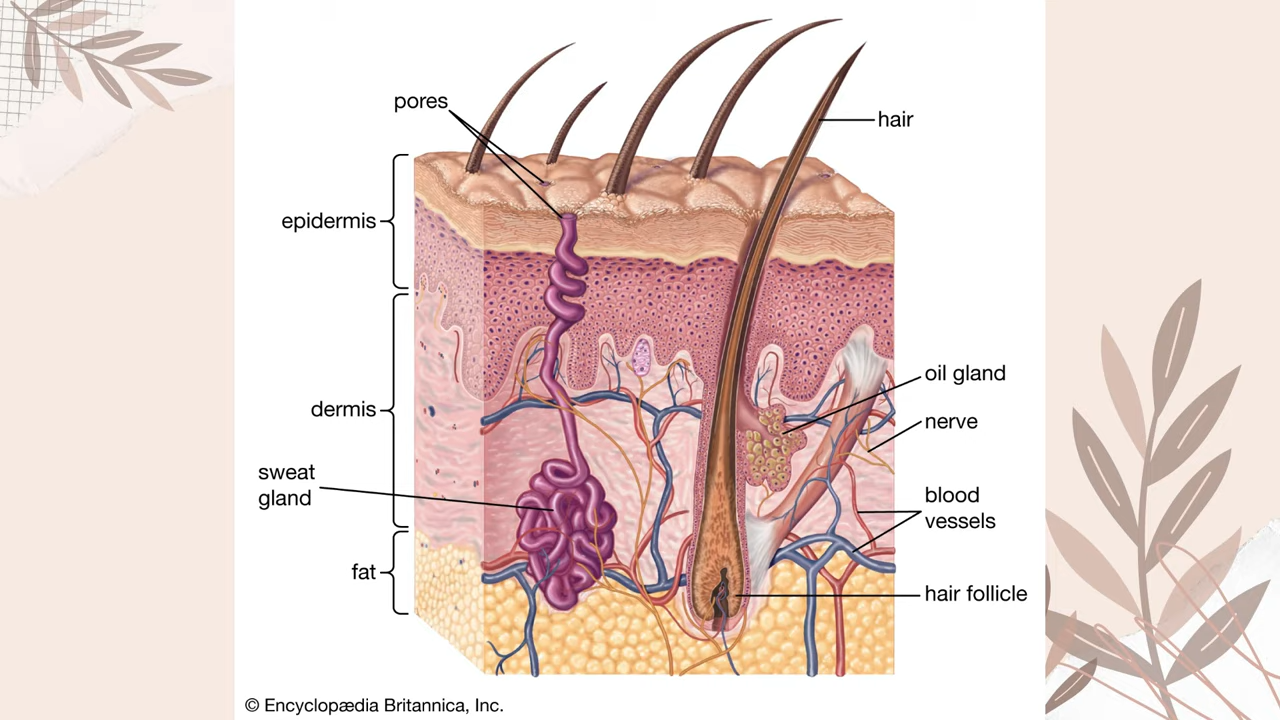 pores
hair
epidermis
oil gland
dermis
nerve
sweat
gland
blood
vessels
fat
hair follicle
© Encyclopædia Britannica, Inc.